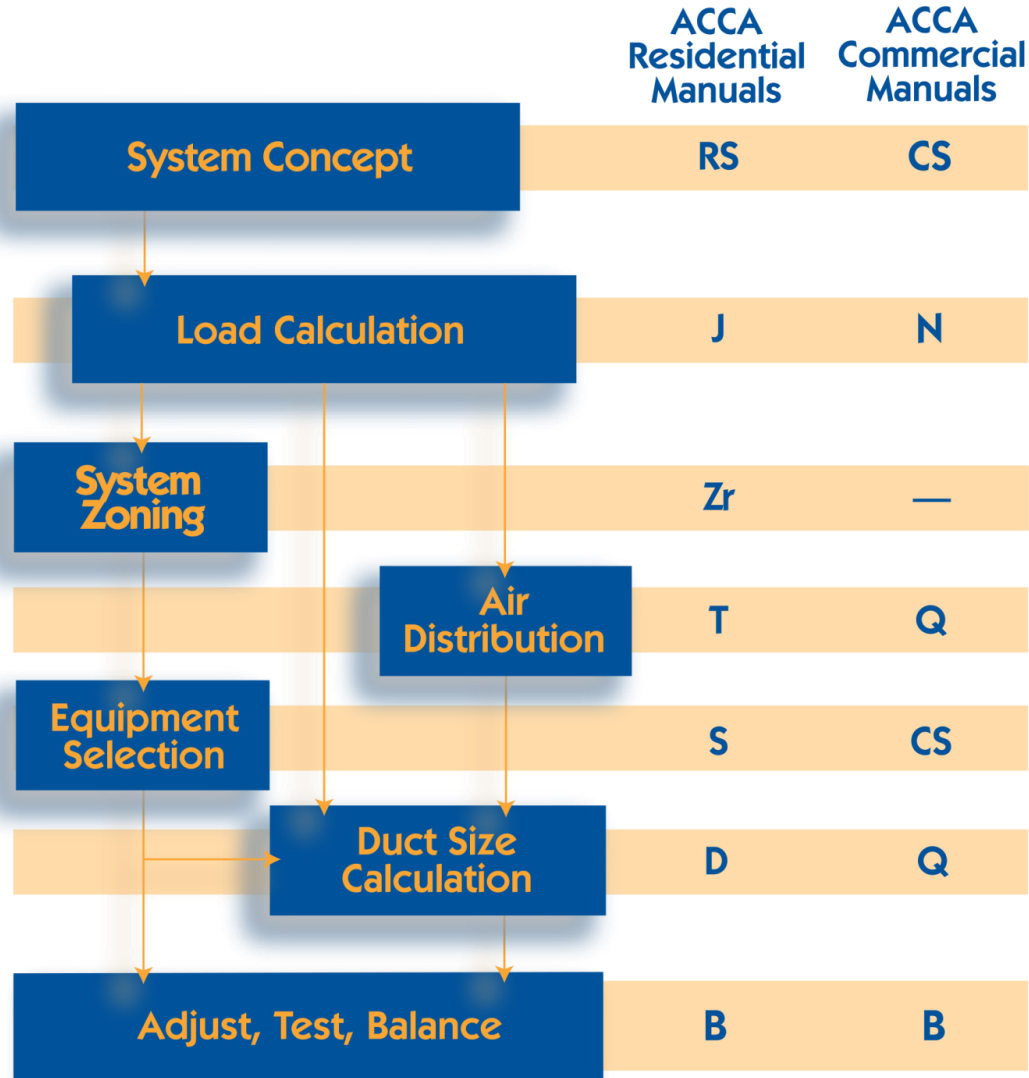 ACCA
Residential
Manuals
ACCA
Commercial
Manuals
System Concept
RS
CS
Load Calculation
J
N
System
Zoning
Zr
—
Air
Distribution
T
Q
Equipment
Selection
S
CS
Duct Size
Calculation
D
Q
Adjust, Test, Balance
B
B